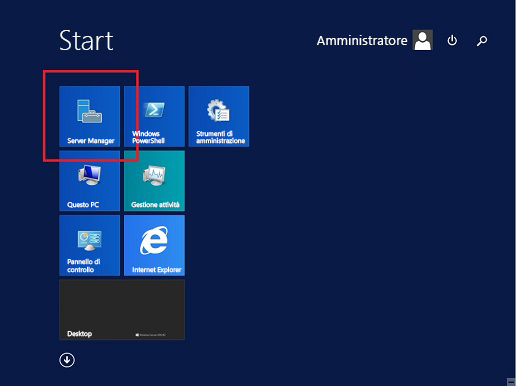 Start
Amministratore
Server Manager
Windows
PowerShell
Strumenti di
amministrazione
Questo PC
Gestione attività
Pannello di
controllo
Internet Explorer
Desktop